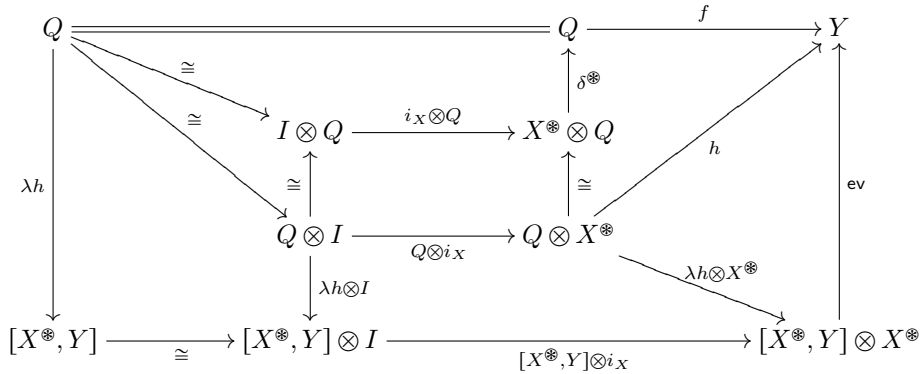 Q Q f Y
≅ δ^⊛
≅ I ⊗ Q i_X⊗Q X^⊛ ⊗ Q
λh ≅ ≅ h ev
Q ⊗ I Q⊗i_X Q ⊗ X^⊛
λh⊗I λh⊗X^⊛
[X^⊛, Y] ≅ [X^⊛, Y] ⊗ I [X^⊛,Y]⊗i_X [X^⊛, Y] ⊗ X^⊛